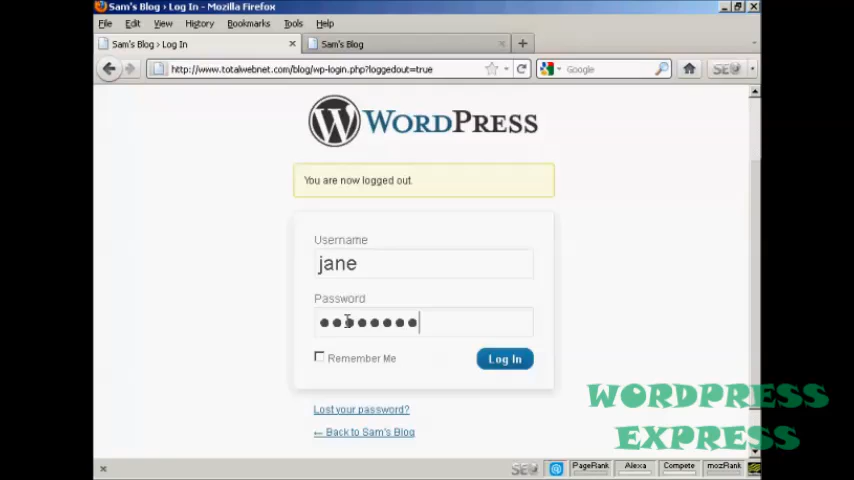 Sam's Blog › Log In - Mozilla Firefox
File Edit View History Bookmarks Tools Help
Sam's Blog › Log In
Sam's Blog
http://www.totalwebnet.com/blog/wp-login.php?loggedout=true
Google
SEO
WORDPRESS
You are now logged out.
Username
jane
Password
Remember Me
Log In
Lost your password?
← Back to Sam's Blog
WORDPRESS
EXPRESS
SEO
PageRank
Alexa
Compete
mozRank